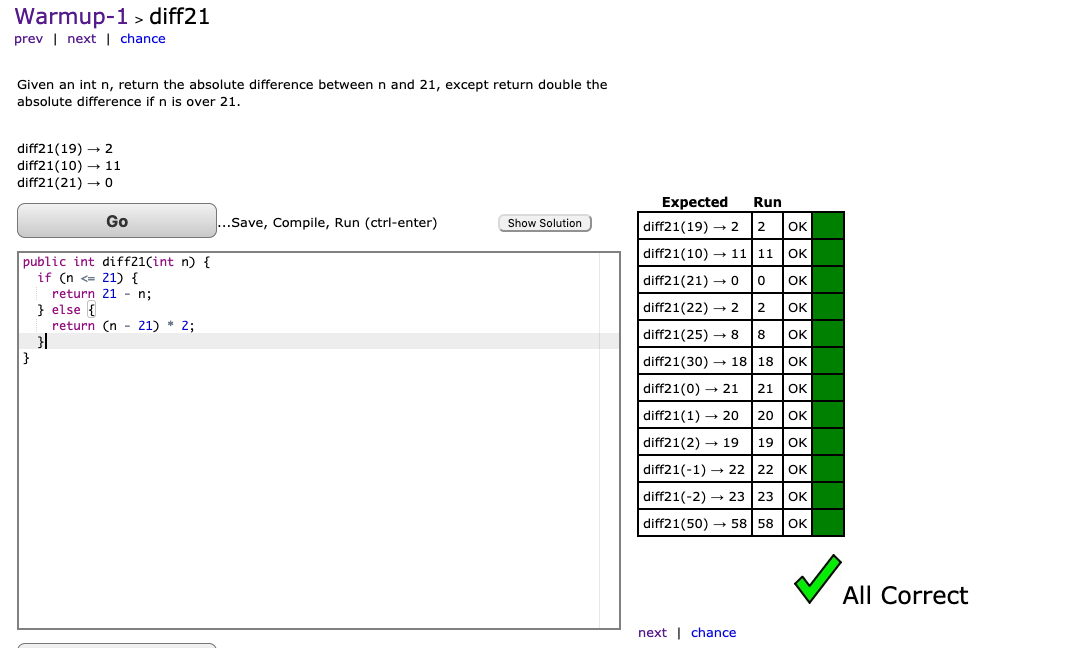 Warmup-1 > diff21
prev | next | chance
Given an int n, return the absolute difference between n and 21, except return double the
absolute difference if n is over 21.
diff21(19) → 2
diff21(10) → 11
diff21(21) → 0
Go
...Save, Compile, Run (ctrl-enter)
Show Solution
public int diff21(int n) {
  if (n <= 21) {
    return 21 - n;
  } else {
    return (n - 21) * 2;
  }
}
Expected Run
diff21(19) → 2 2 OK
diff21(10) → 11 11 OK
diff21(21) → 0 0 OK
diff21(22) → 2 2 OK
diff21(25) → 8 8 OK
diff21(30) → 18 18 OK
diff21(0) → 21 21 OK
diff21(1) → 20 20 OK
diff21(2) → 19 19 OK
diff21(-1) → 22 22 OK
diff21(-2) → 23 23 OK
diff21(50) → 58 58 OK
All Correct
next | chance